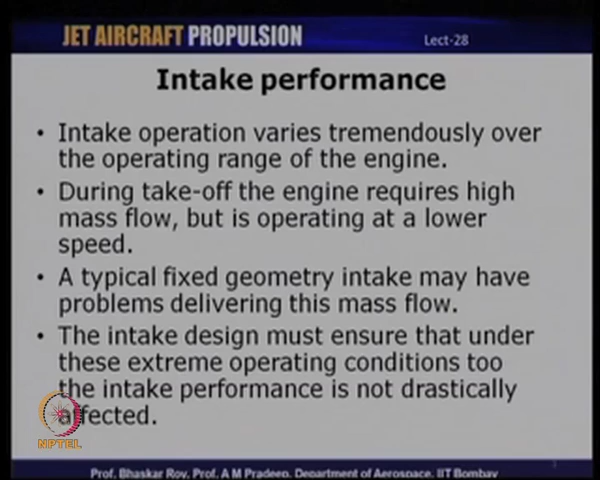 JET AIRCRAFT PROPULSION
Lect-28
Intake performance
• Intake operation varies tremendously over
the operating range of the engine.
• During take-off the engine requires high
mass flow, but is operating at a lower
speed.
• A typical fixed geometry intake may have
problems delivering this mass flow.
• The intake design must ensure that under
these extreme operating conditions too
the intake performance is not drastically
affected.
NPTEL
Prof. Bhaskar Roy, Prof. A M Pradeep, Department of Aerospace, IIT Bombay